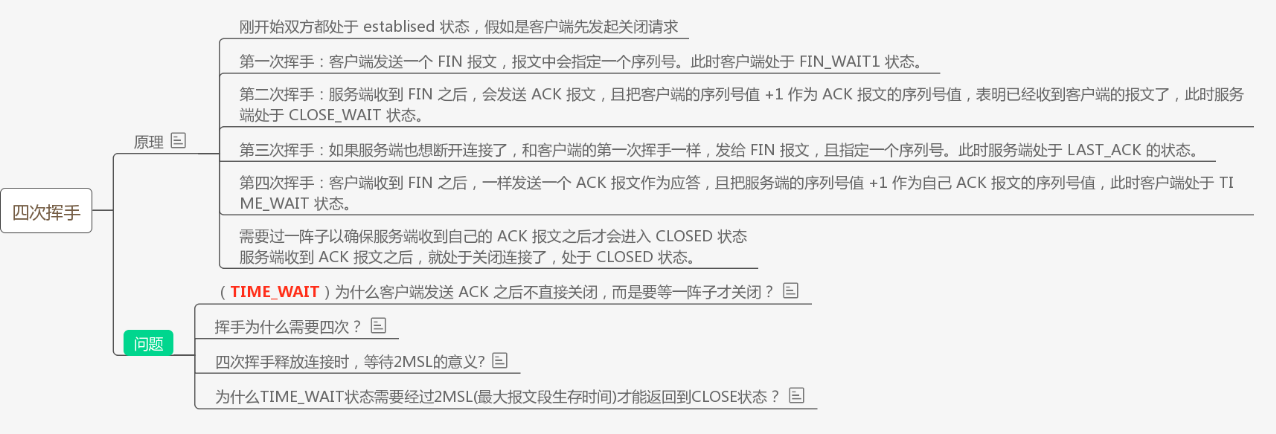 刚开始双方都处于 establised 状态，假如是客户端先发起关闭请求
第一次挥手：客户端发送一个 FIN 报文，报文中会指定一个序列号。此时客户端处于 FIN_WAIT1 状态。
第二次挥手：服务端收到 FIN 之后，会发送 ACK 报文，且把客户端的序列号值 +1 作为 ACK 报文的序列号值，表明已经收到客户端的报文了，此时服务
端处于 CLOSE_WAIT 状态。
原理
第三次挥手：如果服务端也想断开连接了，和客户端的第一次挥手一样，发给 FIN 报文，且指定一个序列号。此时服务端处于 LAST_ACK 的状态。
第四次挥手：客户端收到 FIN 之后，一样发送一个 ACK 报文作为应答，且把服务端的序列号值 +1 作为自己 ACK 报文的序列号值，此时客户端处于 TI
ME_WAIT 状态。
四次挥手
需要过一阵子以确保服务端收到自己的 ACK 报文之后才会进入 CLOSED 状态
服务端收到 ACK 报文之后，就处于关闭连接了，处于 CLOSED 状态。
（TIME_WAIT）为什么客户端发送 ACK 之后不直接关闭，而是要等一阵子才关闭？
挥手为什么需要四次？
问题
四次挥手释放连接时，等待2MSL的意义?
为什么TIME_WAIT状态需要经过2MSL(最大报文段生存时间)才能返回到CLOSE状态？